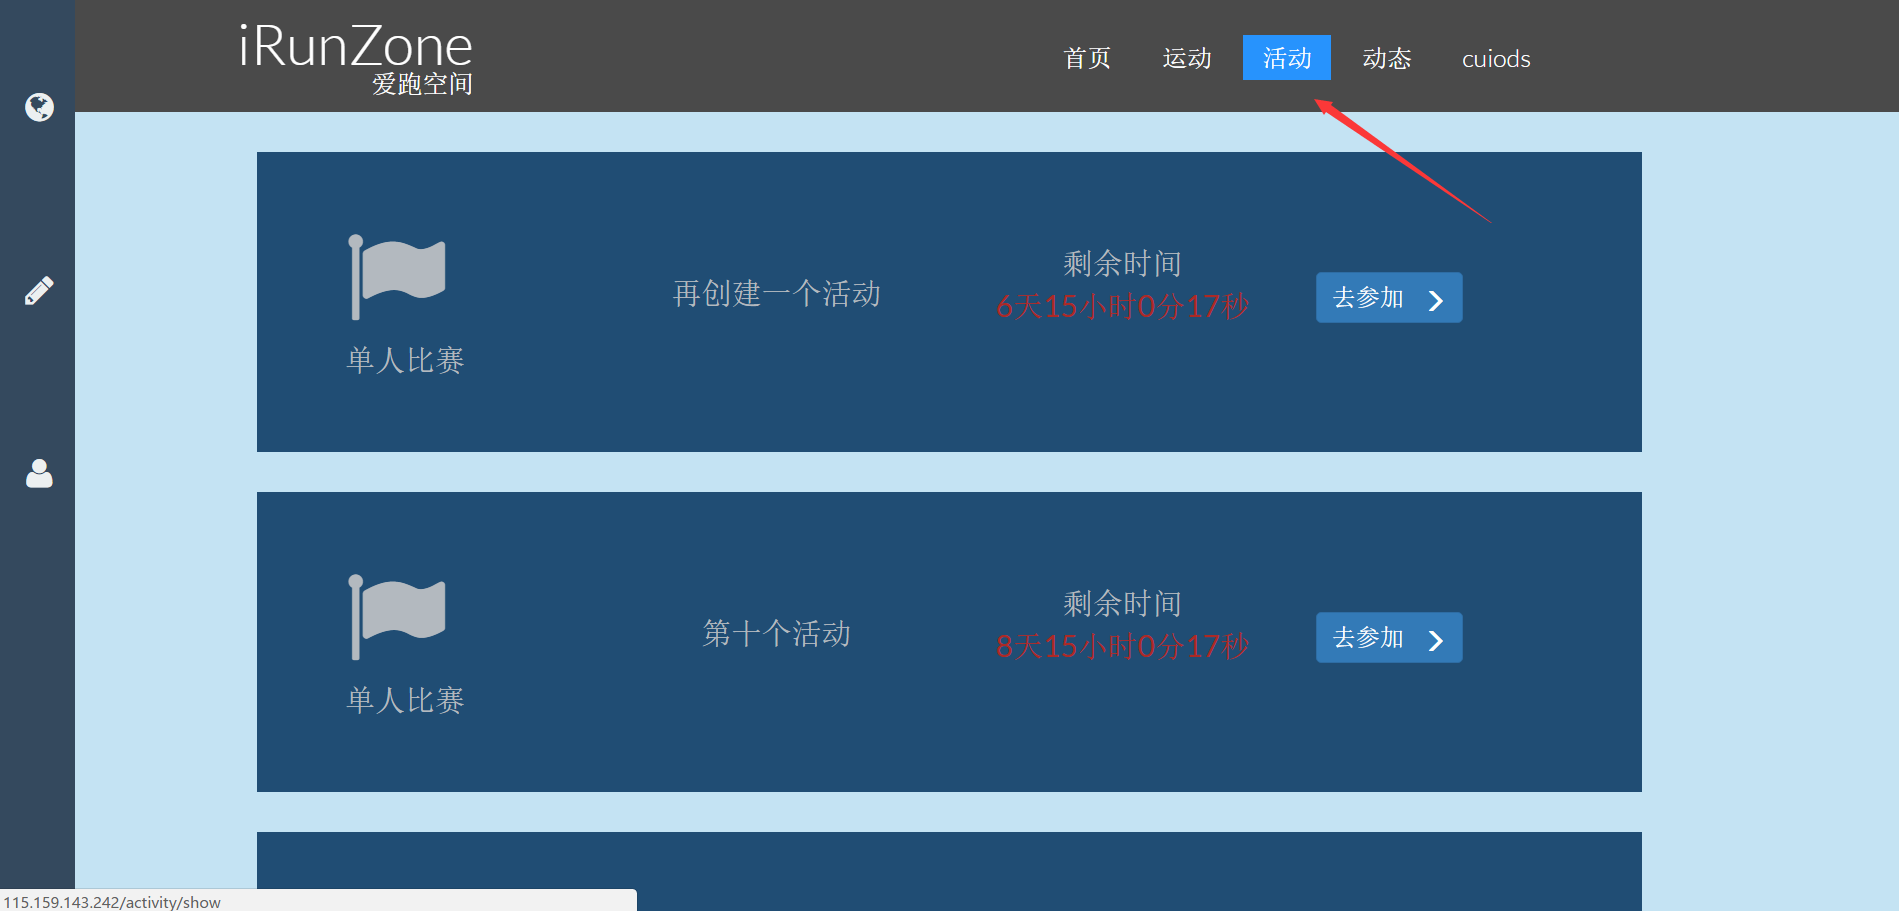 iRunZone
爱跑空间
首页 运动 活动 动态 cuiods
剩余时间
再创建一个活动
6天15小时0分17秒
去参加
单人比赛
剩余时间
第十个活动
8天15小时0分17秒
去参加
单人比赛
115.159.143.242/activity/show